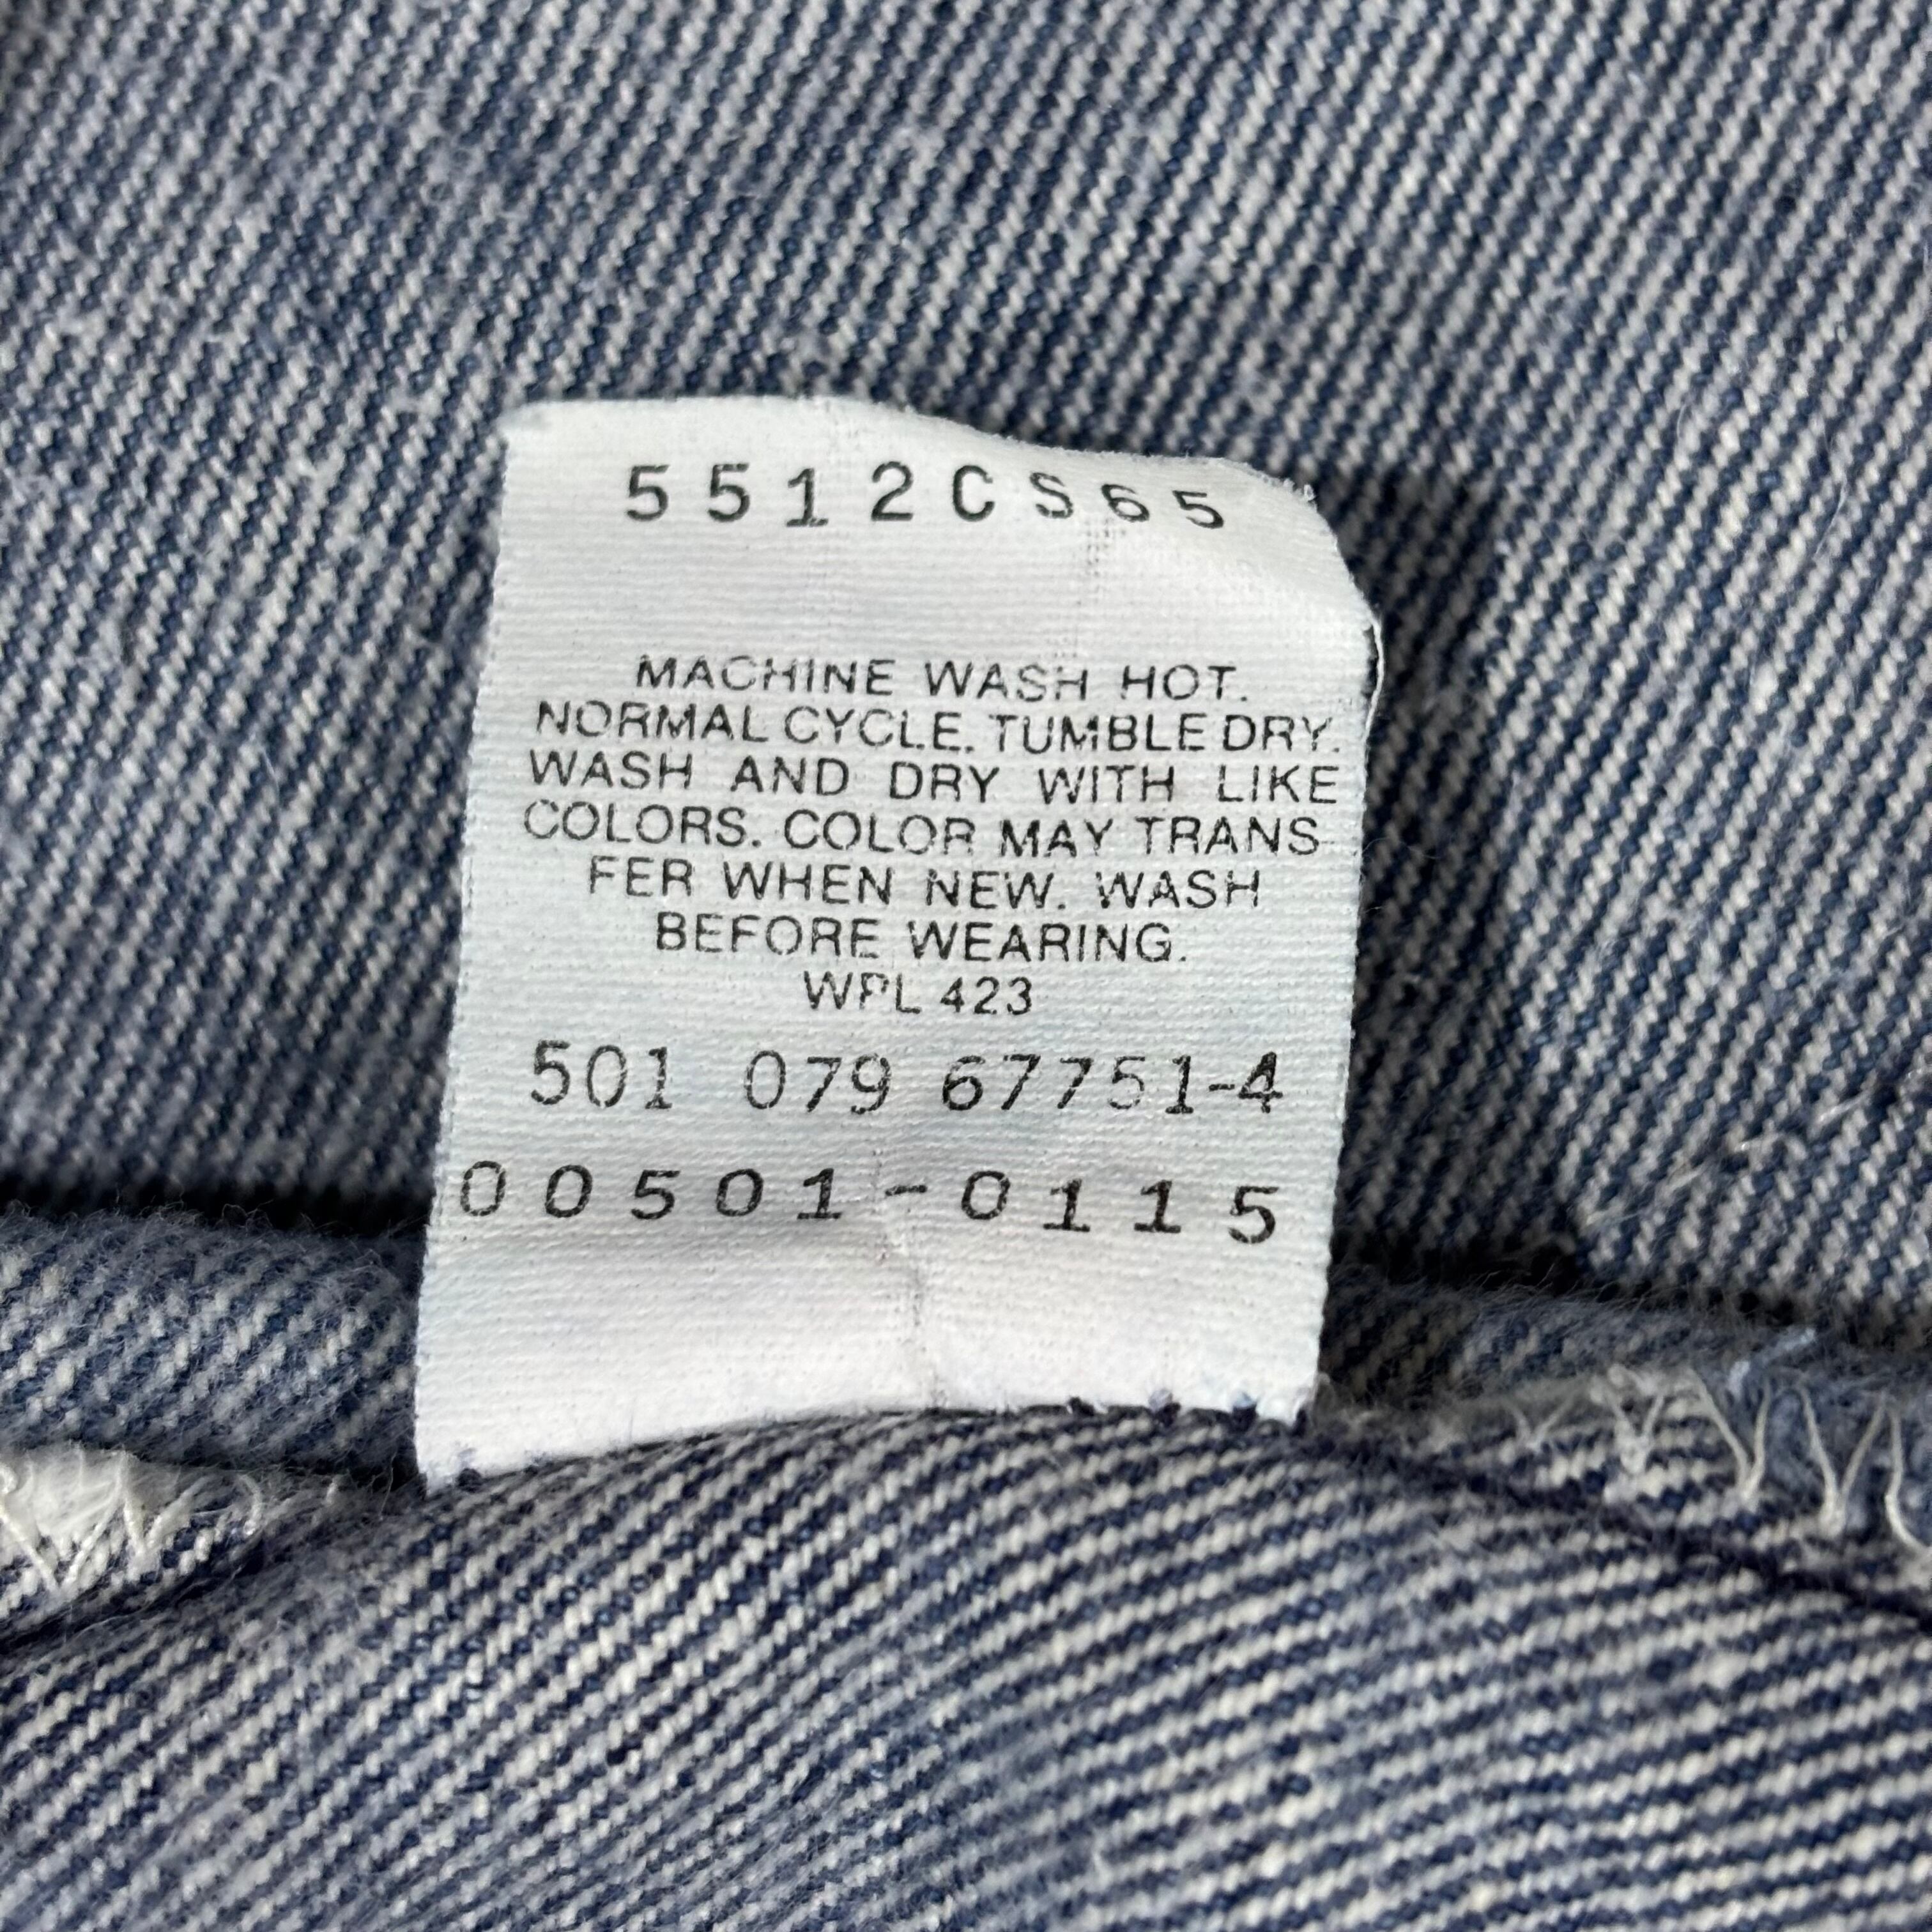 5512CS65
MACHINE WASH HOT.
NORMAL CYCLE. TUMBLE DRY.
WASH AND DRY WITH LIKE
COLORS. COLOR MAY TRANS
FER WHEN NEW. WASH
BEFORE WEARING.
WPL 423
501 079 67751-4
00501-0115